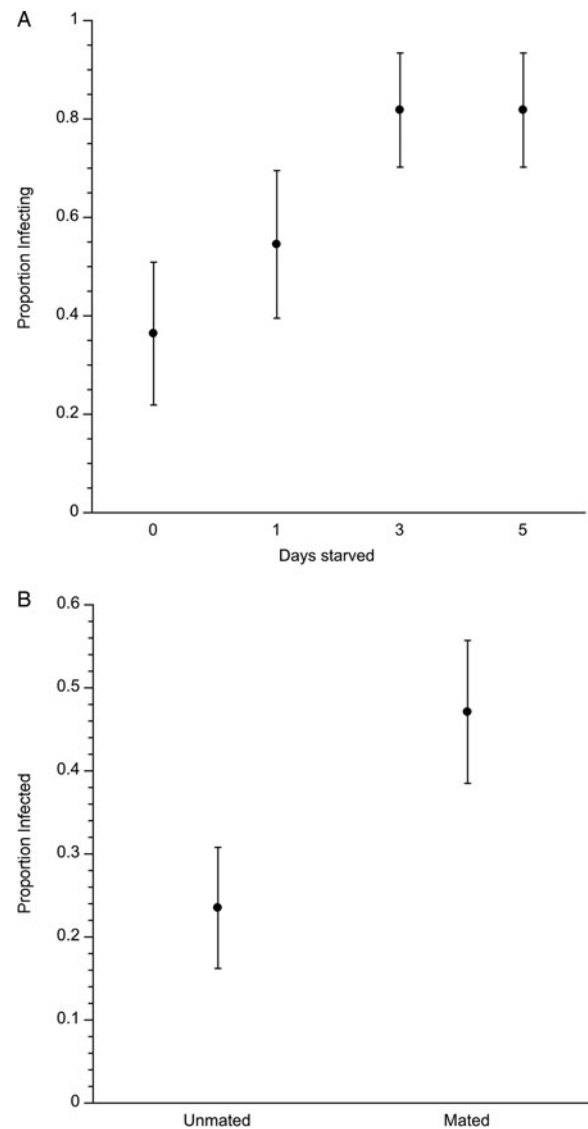 A
1
0.8
0.6
0.4
0.2
0
Proportion Infecting
0 1 3 5
Days starved
B
0.6
0.5
0.4
0.3
0.2
0.1
0
Proportion Infected
Unmated Mated